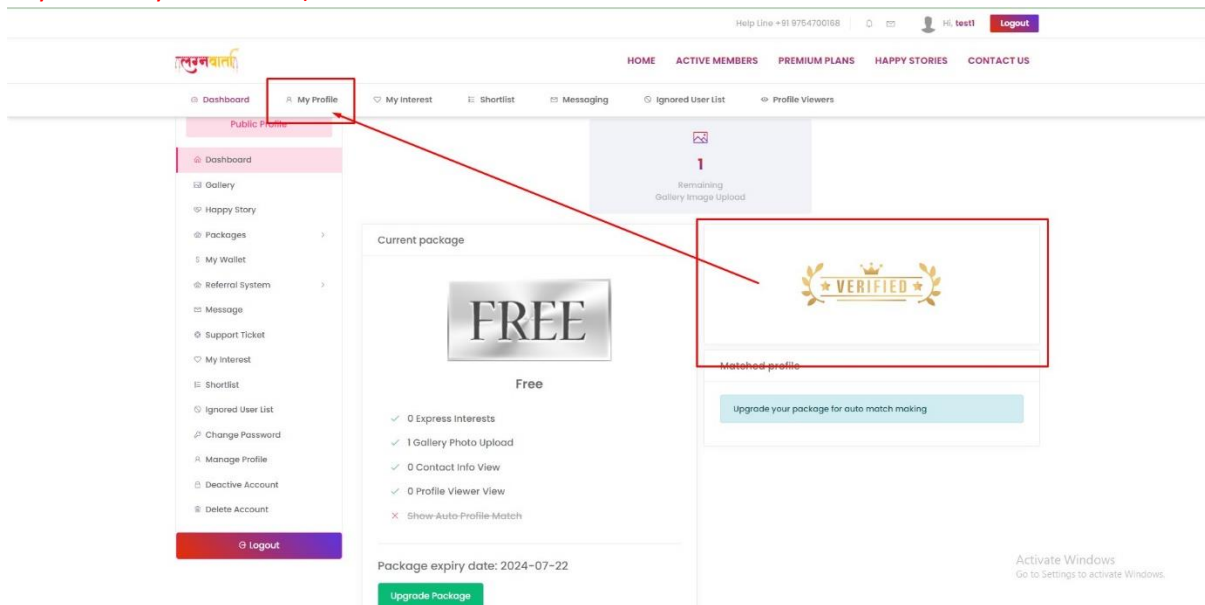 Help Line +91 9764700188
Hi, test1
Logout
लग्नवार्ता
HOME ACTIVE MEMBERS PREMIUM PLANS HAPPY STORIES CONTACT US
Dashboard My Profile My Interest Shortlist Messaging Ignored User List Profile Viewers
Public Profile
Dashboard
Gallery
Happy Story
Packages
My Wallet
Referral System
Message
Support Ticket
My Interest
Shortlist
Ignored User List
Change Password
Manage Profile
Deactive Account
Delete Account
Logout
1
Remaining
Gallery Image Upload
Current package
FREE
Free
0 Express Interests
1 Gallery Photo Upload
0 Contact Info View
0 Profile Viewer View
Show Auto Profile Match
Package expiry date: 2024-07-22
Upgrade Package
VERIFIED
Matched profile
Upgrade your package for auto match making
Activate Windows
Go to Settings to activate Windows.